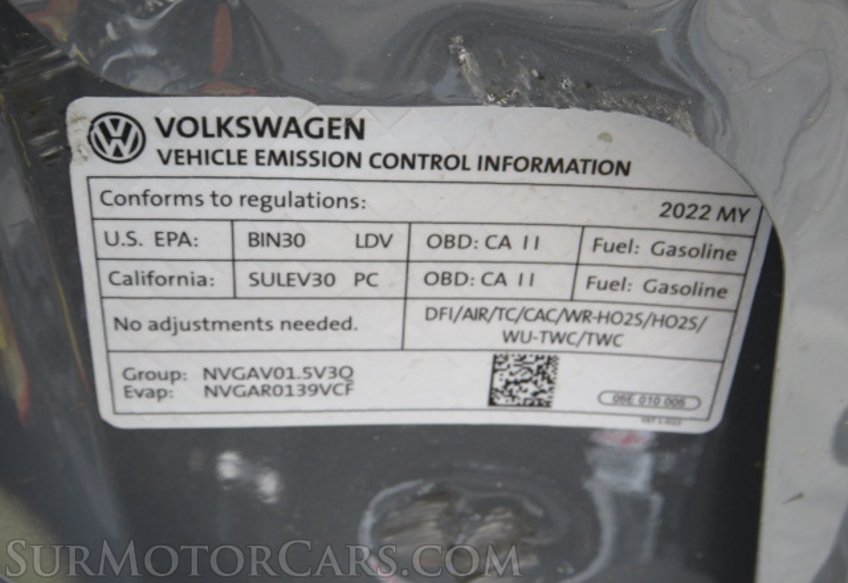 VOLKSWAGEN
VEHICLE EMISSION CONTROL INFORMATION
Conforms to regulations: 2022 MY
U.S. EPA: BIN30 LDV OBD: CA II Fuel: Gasoline
California: SULEV30 PC OBD: CA II Fuel: Gasoline
No adjustments needed. DFI/AIR/TC/CAC/WR-HO2S/HO2S/
WU-TWC/TWC
Group: NVGAV01.5V3Q
Evap: NVGAR0139VCF
05E 010 006
SURMOTORCARS.COM